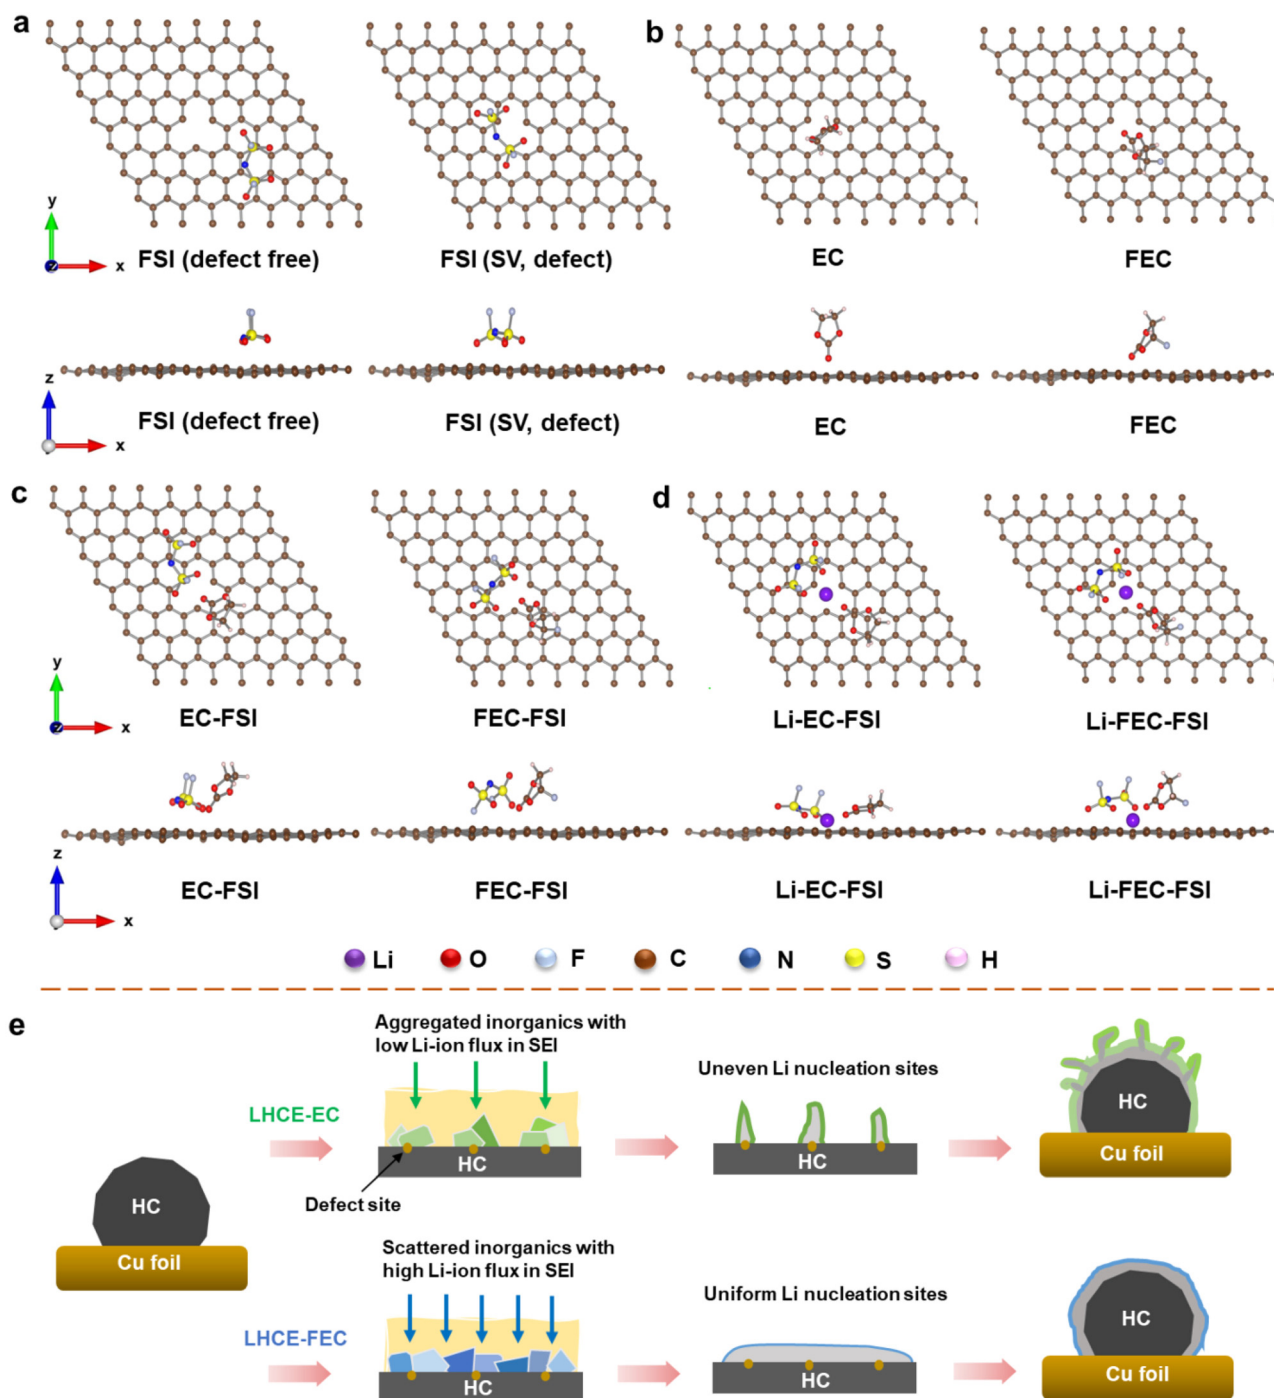 a
b
y
z
x
FSI (defect free)
FSI (SV, defect)
EC
FEC
z
x
FSI (defect free)
FSI (SV, defect)
EC
FEC
c
d
y
z
x
EC-FSI
FEC-FSI
Li-EC-FSI
Li-FEC-FSI
z
x
EC-FSI
FEC-FSI
Li-EC-FSI
Li-FEC-FSI
Li
O
F
C
N
S
H
e
HC
Cu foil
LHCE-EC
Aggregated inorganics with
low Li-ion flux in SEI
HC
Defect site
Uneven Li nucleation sites
HC
HC
Cu foil
LHCE-FEC
Scattered inorganics with
high Li-ion flux in SEI
HC
Uniform Li nucleation sites
HC
HC
Cu foil